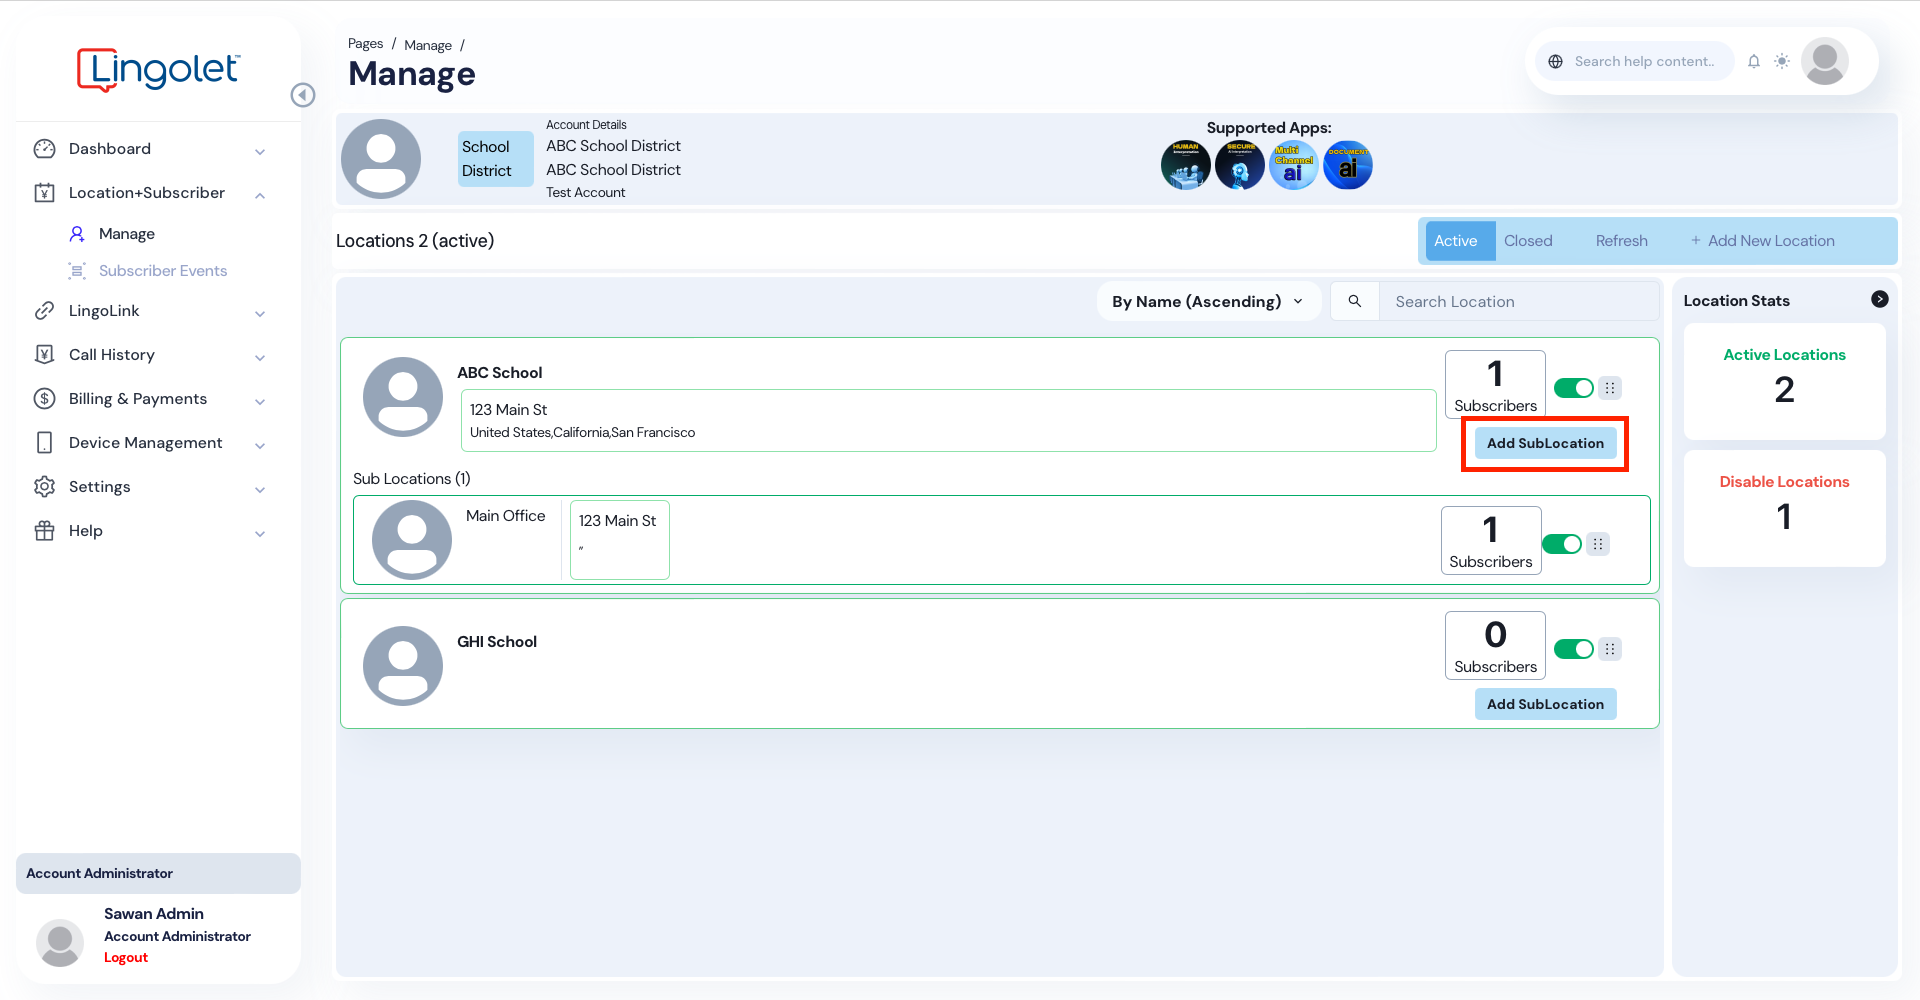 Lingolet™
Dashboard
Location+Subscriber
Manage
Subscriber Events
LingoLink
Call History
Billing & Payments
Device Management
Settings
Help
Account Administrator
Sawan Admin
Account Administrator
Logout
Pages / Manage /
Manage
Search help content..
School
District
Account Details
ABC School District
ABC School District
Test Account
Supported Apps:
HUMAN
Interpretation
SECURE
AI Interpretation
Multi
Channel
ai
DOCUMENT
ai
Locations 2 (active)
Active
Closed
Refresh
+ Add New Location
By Name (Ascending)
Search Location
ABC School
123 Main St
United States,California,San Francisco
1
Subscribers
Add SubLocation
Sub Locations (1)
Main Office
123 Main St
,,
1
Subscribers
GHI School
0
Subscribers
Add SubLocation
Location Stats
Active Locations
2
Disable Locations
1